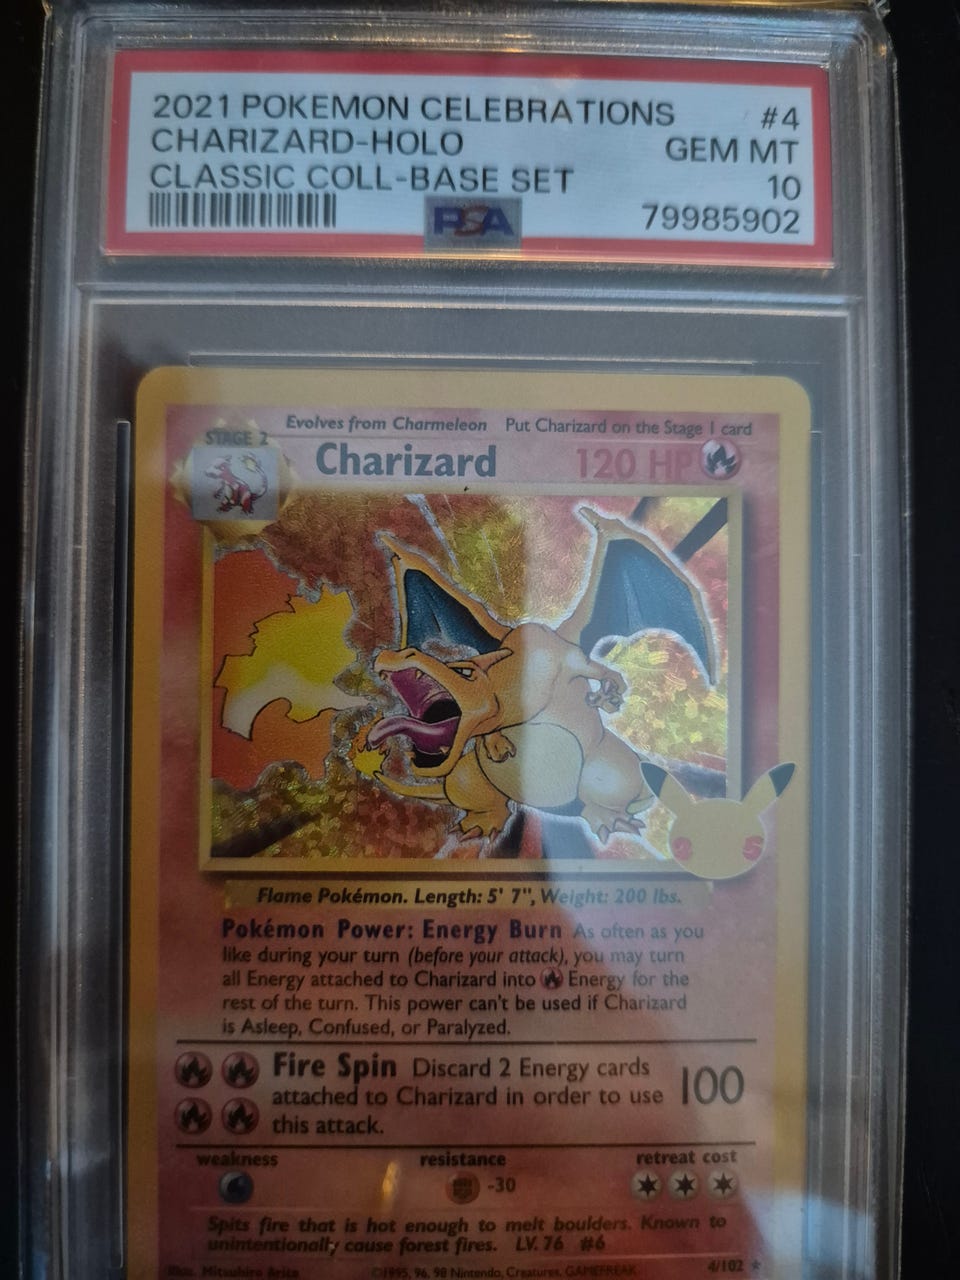 2021 POKEMON CELEBRATIONS #4
CHARIZARD-HOLO GEM MT
CLASSIC COLL-BASE SET 10
PSA 79985902
Evolves from Charmeleon Put Charizard on the Stage 1 card
STAGE 2
Charizard 120 HP
25
Flame Pokémon. Length: 5' 7", Weight: 200 lbs.
Pokémon Power: Energy Burn As often as you
like during your turn (before your attack), you may turn
all Energy attached to Charizard into Energy for the
rest of the turn. This power can't be used if Charizard
is Asleep, Confused, or Paralyzed.
Fire Spin Discard 2 Energy cards
attached to Charizard in order to use 100
this attack.
weakness resistance retreat cost
-30
Spits fire that is hot enough to melt boulders. Known to
unintentionally cause forest fires. LV. 76 #6
Illus. Mitsuhiro Arita ©1995, 96, 98 Nintendo, Creatures, GAMEFREAK. 4/102